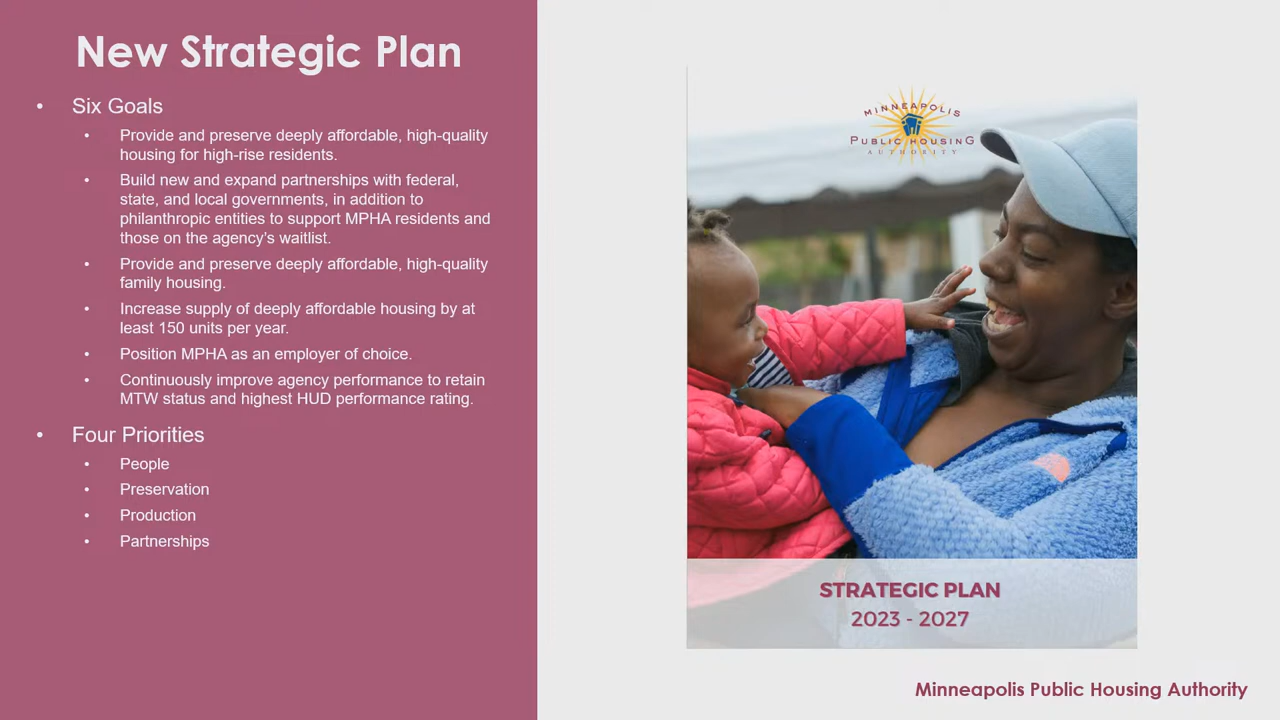 New Strategic Plan
• Six Goals
• Provide and preserve deeply affordable, high-quality
housing for high-rise residents.
• Build new and expand partnerships with federal,
state, and local governments, in addition to
philanthropic entities to support MPHA residents and
those on the agency’s waitlist.
• Provide and preserve deeply affordable, high-quality
family housing.
• Increase supply of deeply affordable housing by at
least 150 units per year.
• Position MPHA as an employer of choice.
• Continuously improve agency performance to retain
MTW status and highest HUD performance rating.
• Four Priorities
• People
• Preservation
• Production
• Partnerships
MINNEAPOLIS
PUBLIC HOUSING
AUTHORITY
STRATEGIC PLAN
2023 - 2027
Minneapolis Public Housing Authority